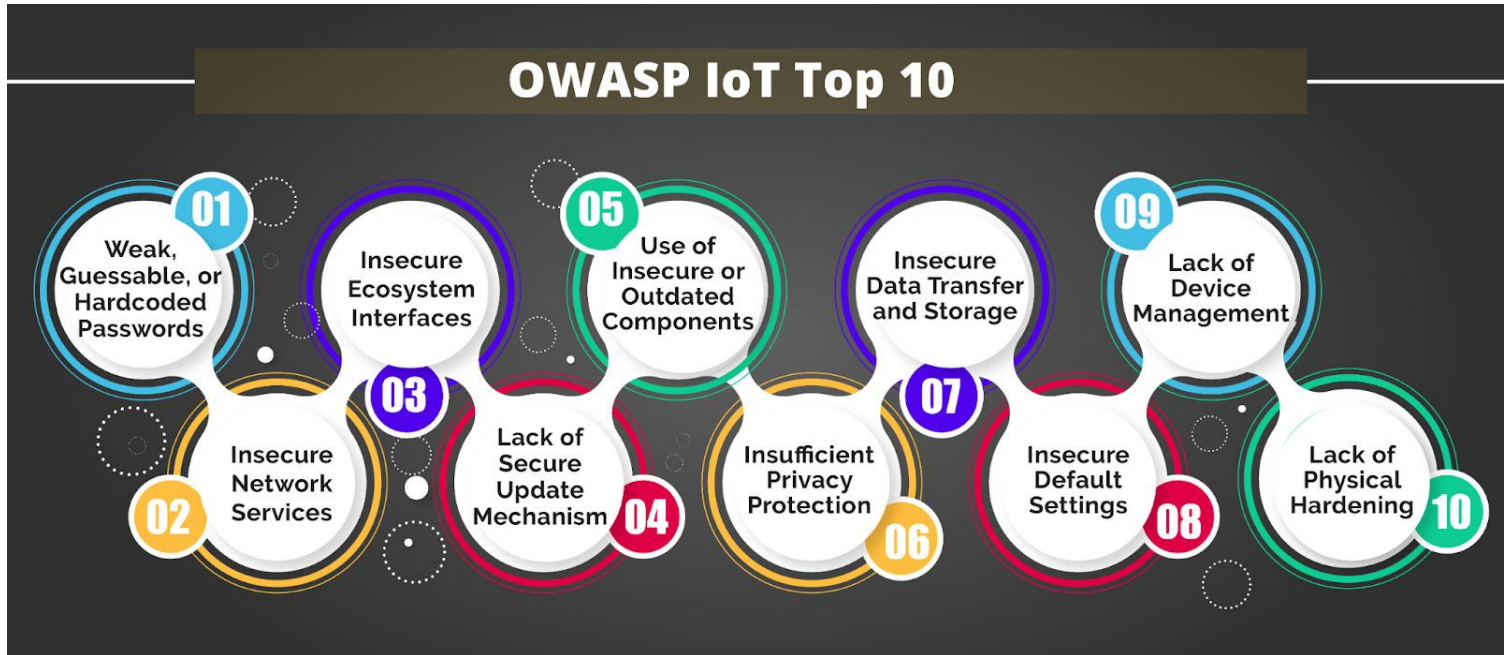 OWASP IoT Top 10
01
Weak,
Guessable, or
Hardcoded
Passwords
02
Insecure
Network
Services
03
Insecure
Ecosystem
Interfaces
04
Lack of
Secure
Update
Mechanism
05
Use of
Insecure or
Outdated
Components
06
Insufficient
Privacy
Protection
07
Insecure
Data Transfer
and Storage
08
Insecure
Default
Settings
09
Lack of
Device
Management
10
Lack of
Physical
Hardening